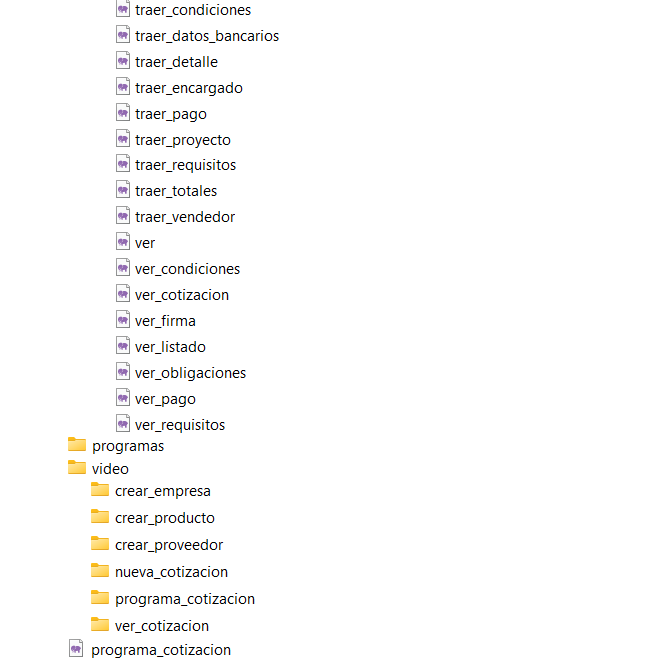 traer_condiciones
traer_datos_bancarios
traer_detalle
traer_encargado
traer_pago
traer_proyecto
traer_requisitos
traer_totales
traer_vendedor
ver
ver_condiciones
ver_cotizacion
ver_firma
ver_listado
ver_obligaciones
ver_pago
ver_requisitos
programas
video
crear_empresa
crear_producto
crear_proveedor
nueva_cotizacion
programa_cotizacion
ver_cotizacion
programa_cotizacion